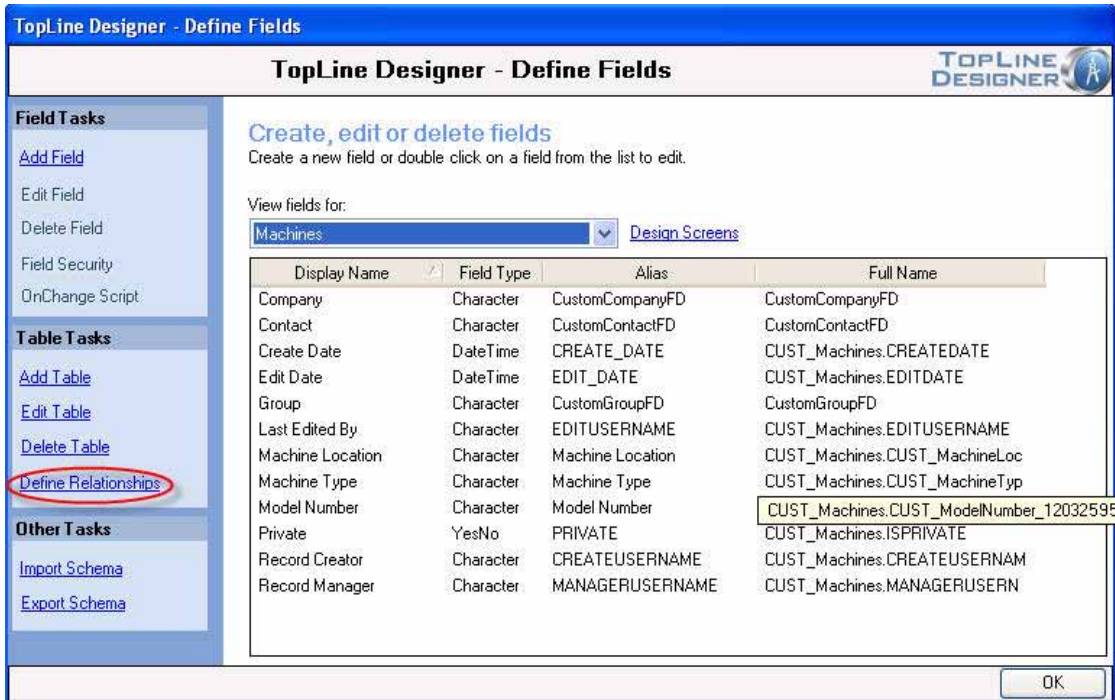 TopLine Designer - Define Fields
TopLine Designer - Define Fields
TOPLINE
DESIGNER
Field Tasks
Add Field
Edit Field
Delete Field
Field Security
OnChange Script
Table Tasks
Add Table
Edit Table
Delete Table
Define Relationships
Other Tasks
Import Schema
Export Schema
Create, edit or delete fields
Create a new field or double click on a field from the list to edit.
View fields for:
Machines Design Screens
Display Name Field Type Alias Full Name
Company Character CustomCompanyFD CustomCompanyFD
Contact Character CustomContactFD CustomContactFD
Create Date DateTime CREATE_DATE CUST_Machines.CREATEDATE
Edit Date DateTime EDIT_DATE CUST_Machines.EDITDATE
Group Character CustomGroupFD CustomGroupFD
Last Edited By Character EDITUSERNAME CUST_Machines.EDITUSERNAME
Machine Location Character Machine Location CUST_Machines.CUST_MachineLoc
Machine Type Character Machine Type CUST_Machines.CUST_MachineTyp
Model Number Character Model Number CUST_Machines.CUST_ModelNumber_12032595
Private YesNo PRIVATE CUST_Machines.ISPRIVATE
Record Creator Character CREATEUSERNAME CUST_Machines.CREATEUSERNAM
Record Manager Character MANAGERUSERNAME CUST_Machines.MANAGERUSERN
OK